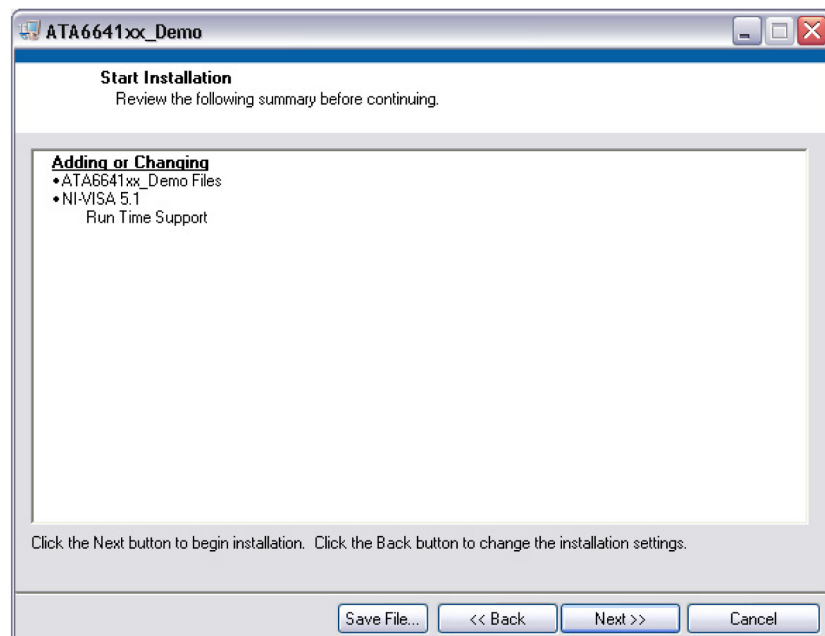 ATA6641xx_Demo
Start Installation
Review the following summary before continuing.
Adding or Changing
•ATA6641xx_Demo Files
•NI-VISA 5.1
Run Time Support
Click the Next button to begin installation. Click the Back button to change the installation settings.
Save File... << Back Next >> Cancel